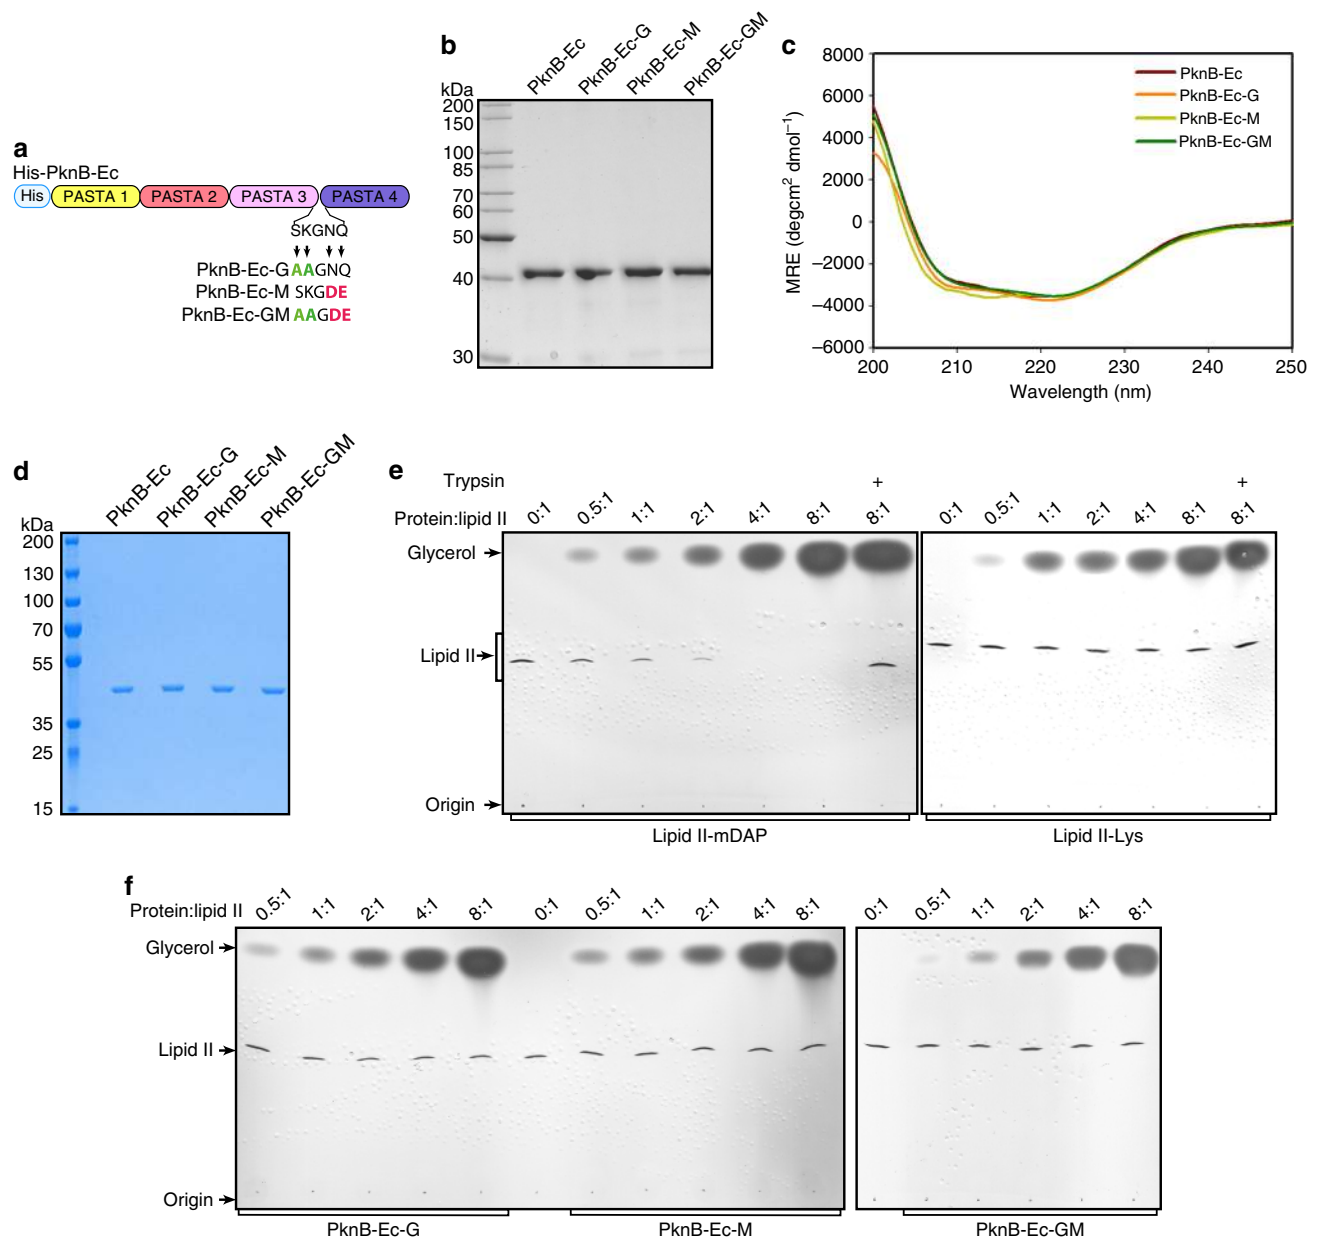 a
His-PknB-Ec
His PASTA 1 PASTA 2 PASTA 3 PASTA 4
SKGNQ
PknB-Ec-G AAGNQ
PknB-Ec-M SKGDE
PknB-Ec-GM AAGDE
b
PknB-Ec PknB-Ec-G PknB-Ec-M PknB-Ec-GM
kDa
200
150
100
85
70
60
50
40
30
c
8000
6000
4000
2000
0
–2000
–4000
–6000
MRE (degcm² dmol⁻¹)
PknB-Ec
PknB-Ec-G
PknB-Ec-M
PknB-Ec-GM
200 210 220 230 240 250
Wavelength (nm)
d
PknB-Ec PknB-Ec-G PknB-Ec-M PknB-Ec-GM
kDa
200
130
100
70
55
35
25
15
e
Trypsin + +
Protein:lipid II 0:1 0.5:1 1:1 2:1 4:1 8:1 8:1 0:1 0.5:1 1:1 2:1 4:1 8:1 8:1
Glycerol
Lipid II
Origin
Lipid II-mDAP Lipid II-Lys
f
Protein:lipid II 0.5:1 1:1 2:1 4:1 8:1 0:1 0.5:1 1:1 2:1 4:1 8:1 0:1 0.5:1 1:1 2:1 4:1 8:1
Glycerol
Lipid II
Origin
PknB-Ec-G PknB-Ec-M PknB-Ec-GM